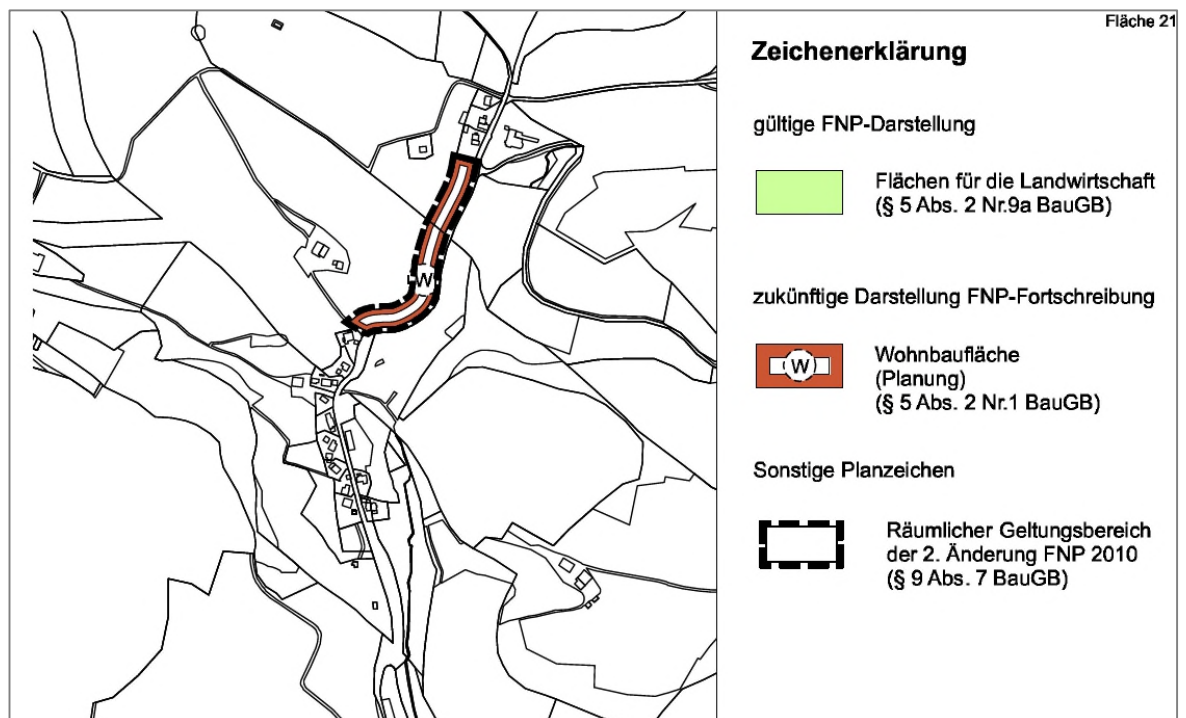 Fläche 21
Zeichenerklärung
gültige FNP-Darstellung
Flächen für die Landwirtschaft
(§ 5 Abs. 2 Nr.9a BauGB)
zukünftige Darstellung FNP-Fortschreibung
W
Wohnbaufläche
(Planung)
(§ 5 Abs. 2 Nr.1 BauGB)
Sonstige Planzeichen
Räumlicher Geltungsbereich
der 2. Änderung FNP 2010
(§ 9 Abs. 7 BauGB)
W